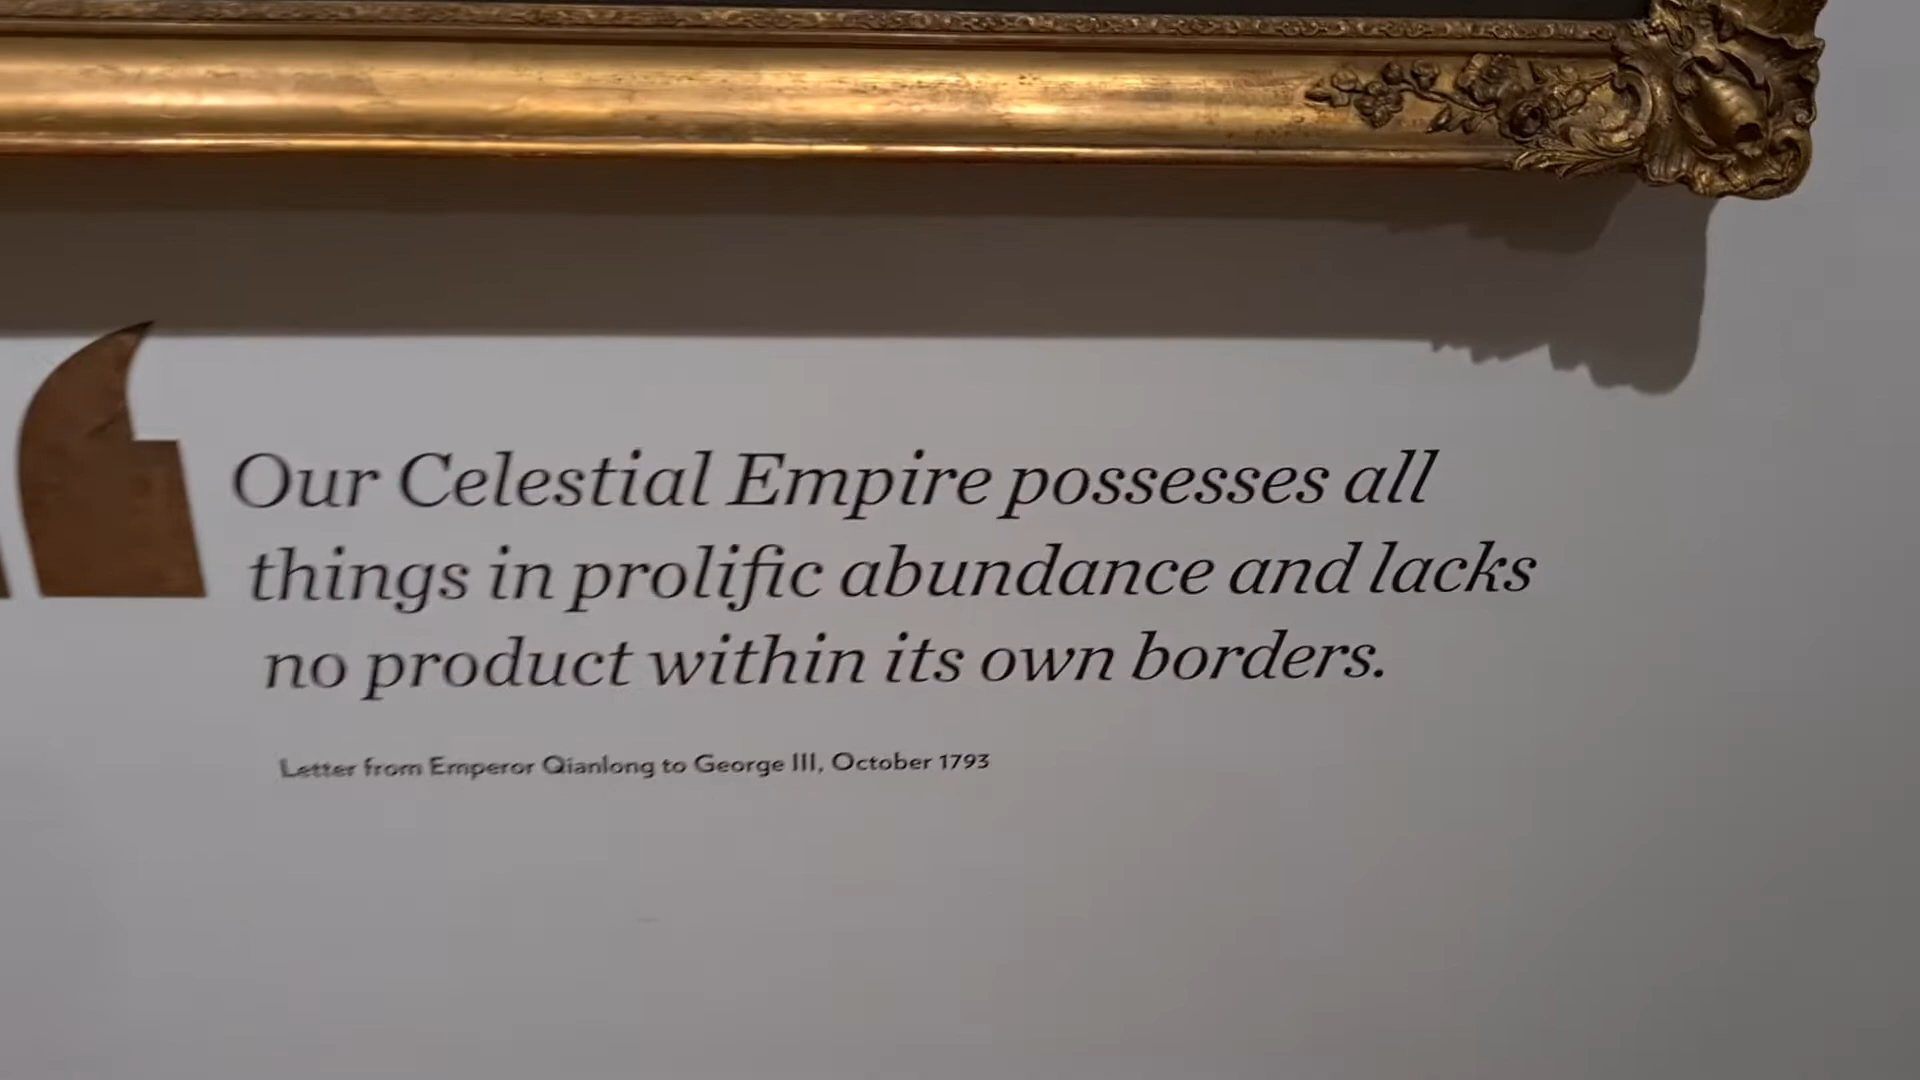 Our Celestial Empire possesses all
things in prolific abundance and lacks
no product within its own borders.
Letter from Emperor Qianlong to George III, October 1793